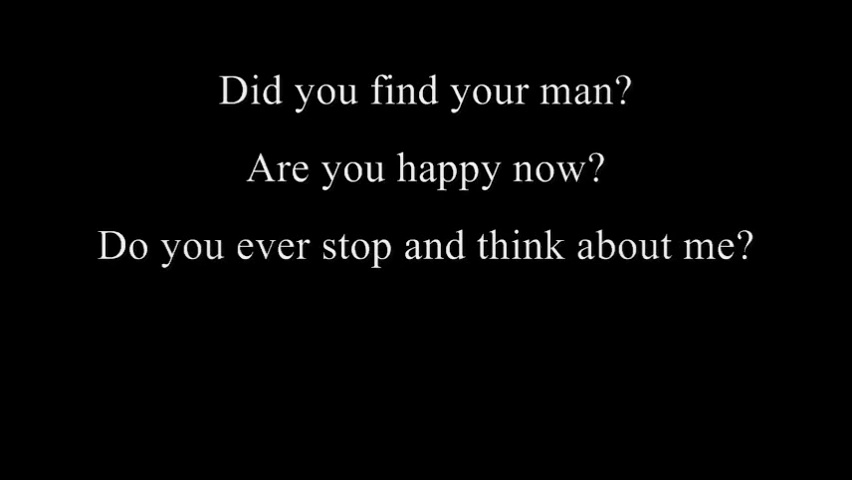 Did you find your man?
Are you happy now?
Do you ever stop and think about me?